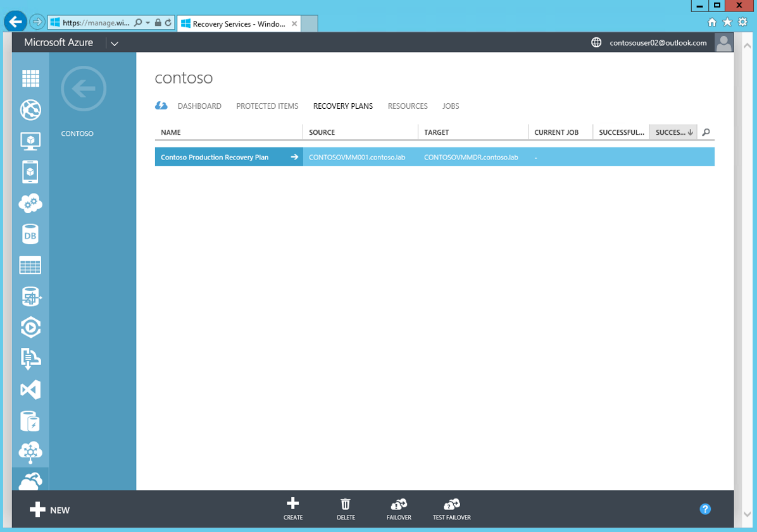 https://manage.wi...
Recovery Services - Windo...
Microsoft Azure
contosouser02@outlook.com
contoso
CONTOSO
DASHBOARD PROTECTED ITEMS RECOVERY PLANS RESOURCES JOBS
NAME SOURCE TARGET CURRENT JOB SUCCESSFUL... SUCCES...
Contoso Production Recovery Plan CONTOSOVMM001.contoso.lab CONTOSOVMMDR.contoso.lab -
DB
NEW
CREATE DELETE FAILOVER TEST FAILOVER
?